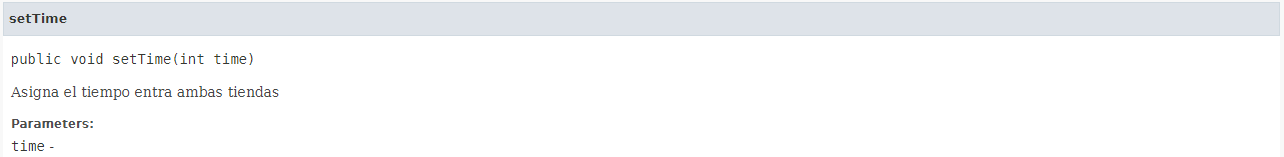 setTime
public void setTime(int time)
Asigna el tiempo entra ambas tiendas
Parameters:
time -